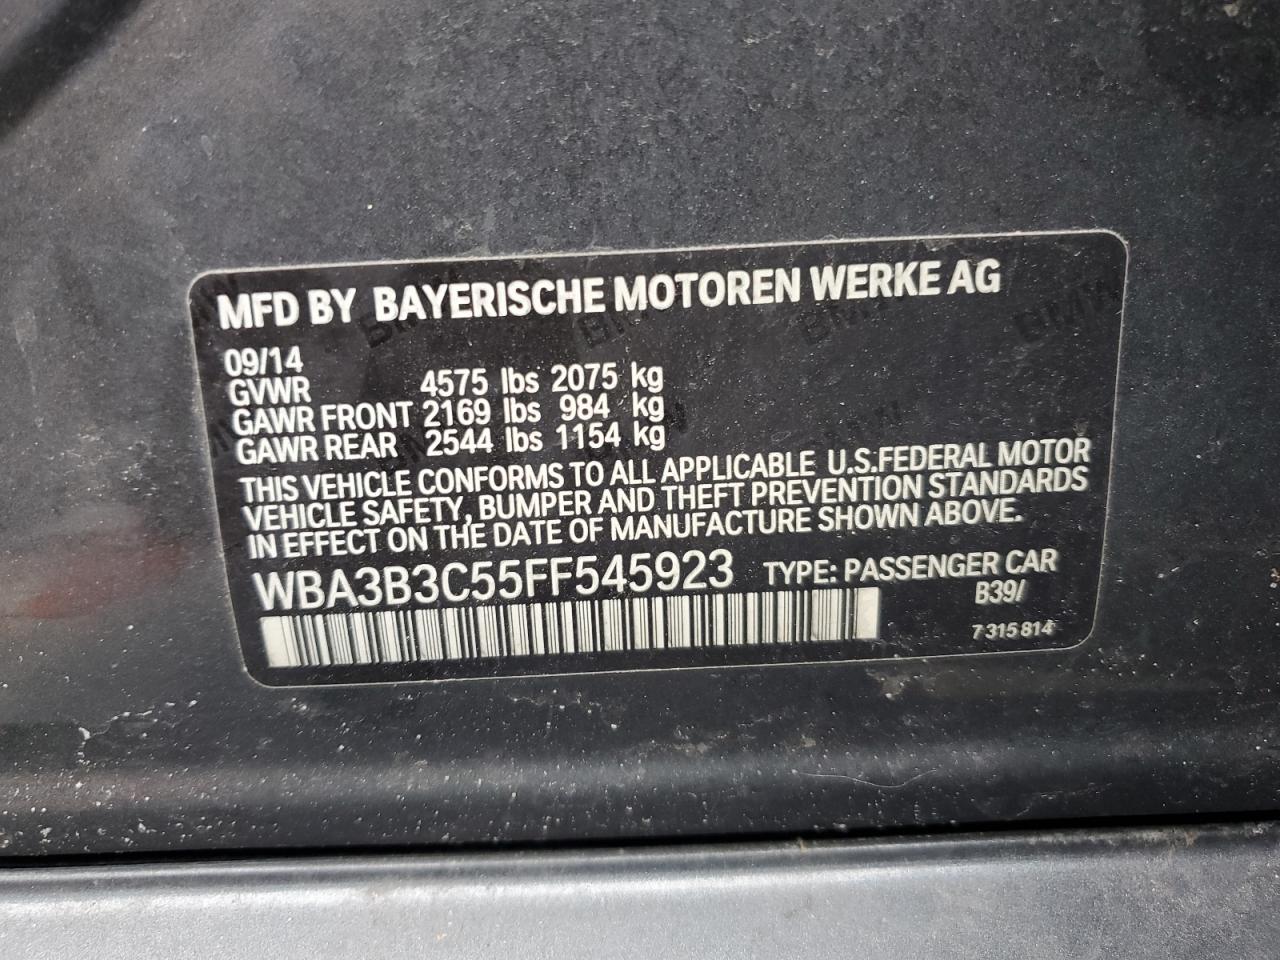 MFD BY BAYERISCHE MOTOREN WERKE AG
09/14
GVWR 4575 lbs 2075 kg
GAWR FRONT 2169 lbs 984 kg
GAWR REAR 2544 lbs 1154 kg
THIS VEHICLE CONFORMS TO ALL APPLICABLE U.S.FEDERAL MOTOR
VEHICLE SAFETY, BUMPER AND THEFT PREVENTION STANDARDS
IN EFFECT ON THE DATE OF MANUFACTURE SHOWN ABOVE.
WBA3B3C55FF545923 TYPE: PASSENGER CAR
B39/
7 315 814